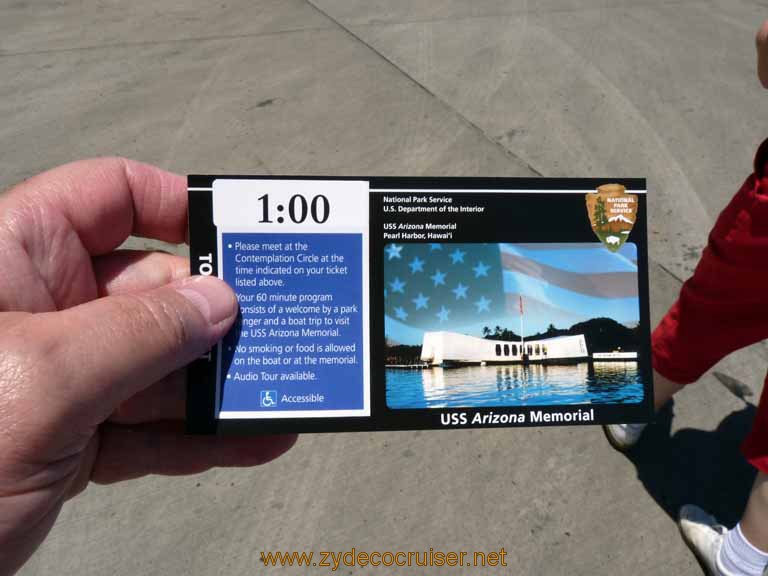 1:00
• Please meet at the
Contemplation Circle at the
time indicated on your ticket
listed above.
Your 60 minute program
consists of a welcome by a park
nger and a boat trip to visit
he USS Arizona Memorial.
No smoking or food is allowed
on the boat or at the memorial.
• Audio Tour available.
Accessible
TO
T
National Park Service
U.S. Department of the Interior
USS Arizona Memorial
Pearl Harbor, Hawai'i
NATIONAL
PARK
SERVICE
USS Arizona Memorial
www.zydecocruiser.net